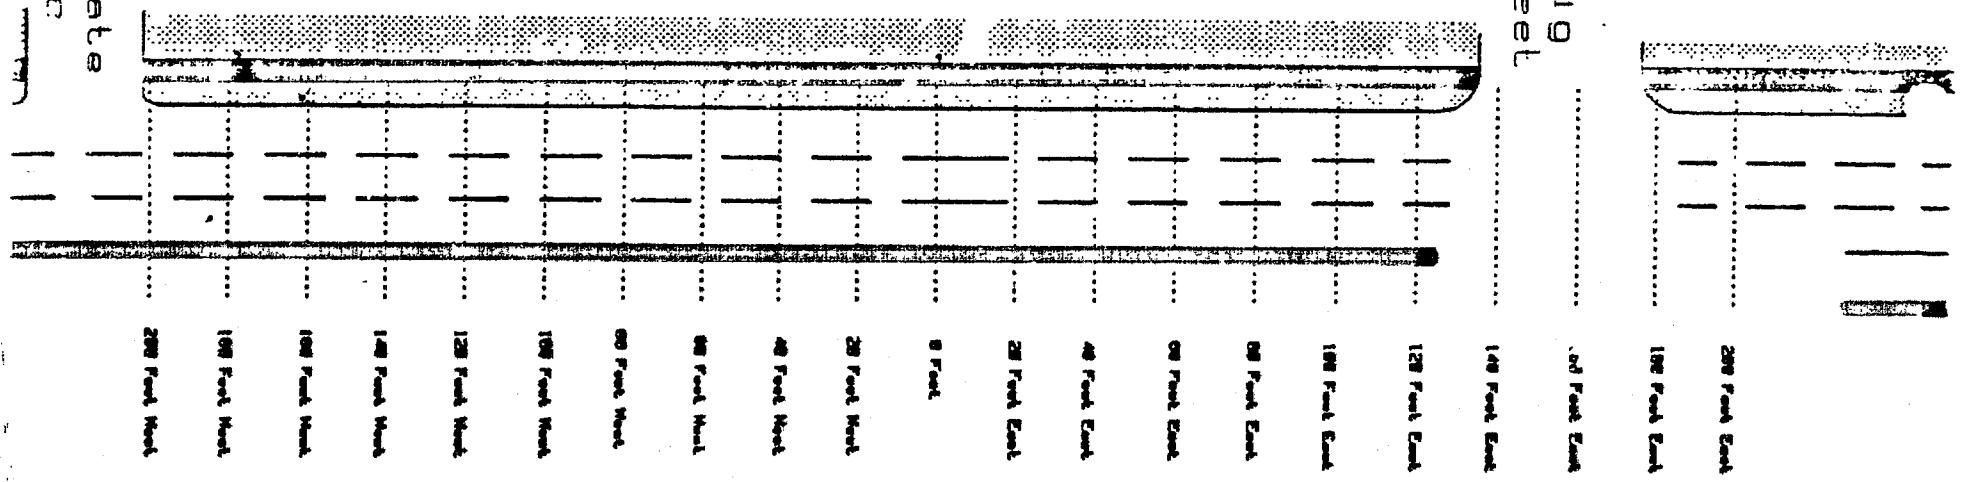 200 Feet West
180 Feet West
160 Feet West
140 Feet West
120 Feet West
100 Feet West
80 Feet West
60 Feet West
40 Feet West
20 Feet West
0 Feet
20 Feet East
40 Feet East
60 Feet East
80 Feet East
100 Feet East
120 Feet East
140 Feet East
Feet East
180 Feet East
200 Feet East